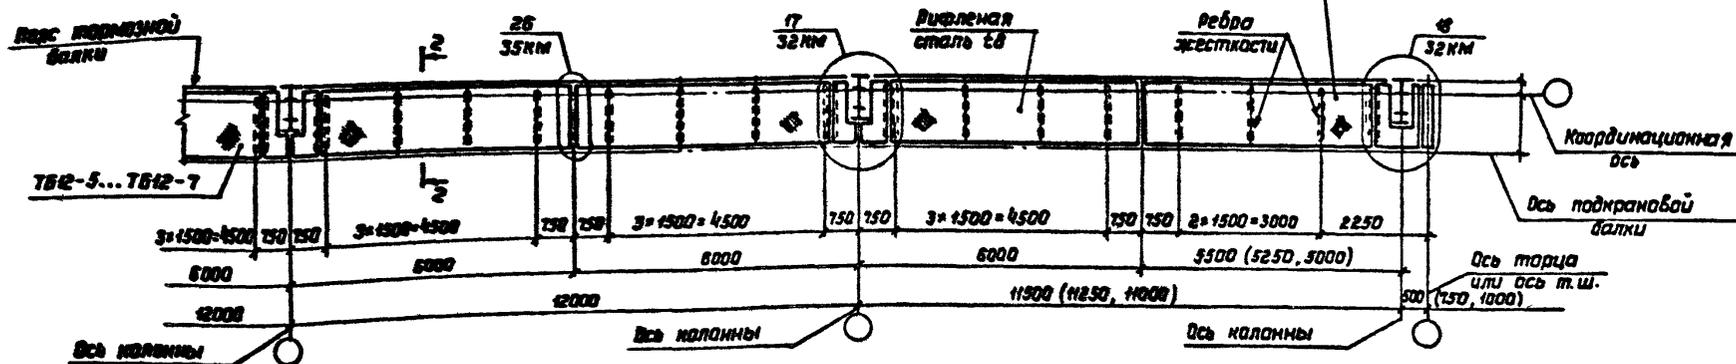 Пояс тормозной
балки
26
35КМ
17
32КМ
Рифленая
сталь t8
Ребра
жесткости
18
32КМ
2
2
ТБ12-5...ТБ12-7
Координационная
ось
Ось подкрановой
балки
3×1500=4500 750 750 3×1500=4500 750 750 3×1500=4500 750 750 3×1500=4500 750 750 2×1500=3000 2250
6000 6000 6000 6000 5500 (5250, 5000)
Ось торца
или ось т.ш.
12000 12000 11500 (11250, 11000) 500 (750, 1000)
Ось колонны
Ось колонны
Ось колонны